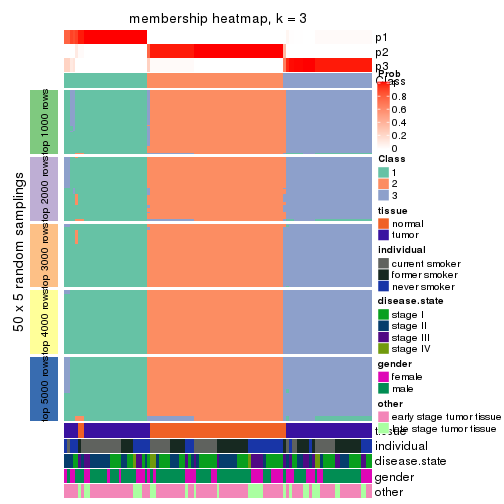 membership heatmap, k = 3
p1
p2
p3
Class
Prob
1
0.8
0.6
0.4
0.2
0
Class
1
2
3
tissue
normal
tumor
individual
current smoker
former smoker
never smoker
disease.state
stage I
stage II
stage III
stage IV
gender
female
male
other
early stage tumor tissue
late stage tumor tissue
50 x 5 random samplings
top 1000 rows
top 2000 rows
top 3000 rows
top 4000 rows
top 5000 rows
tissue
individual
disease.state
gender
other